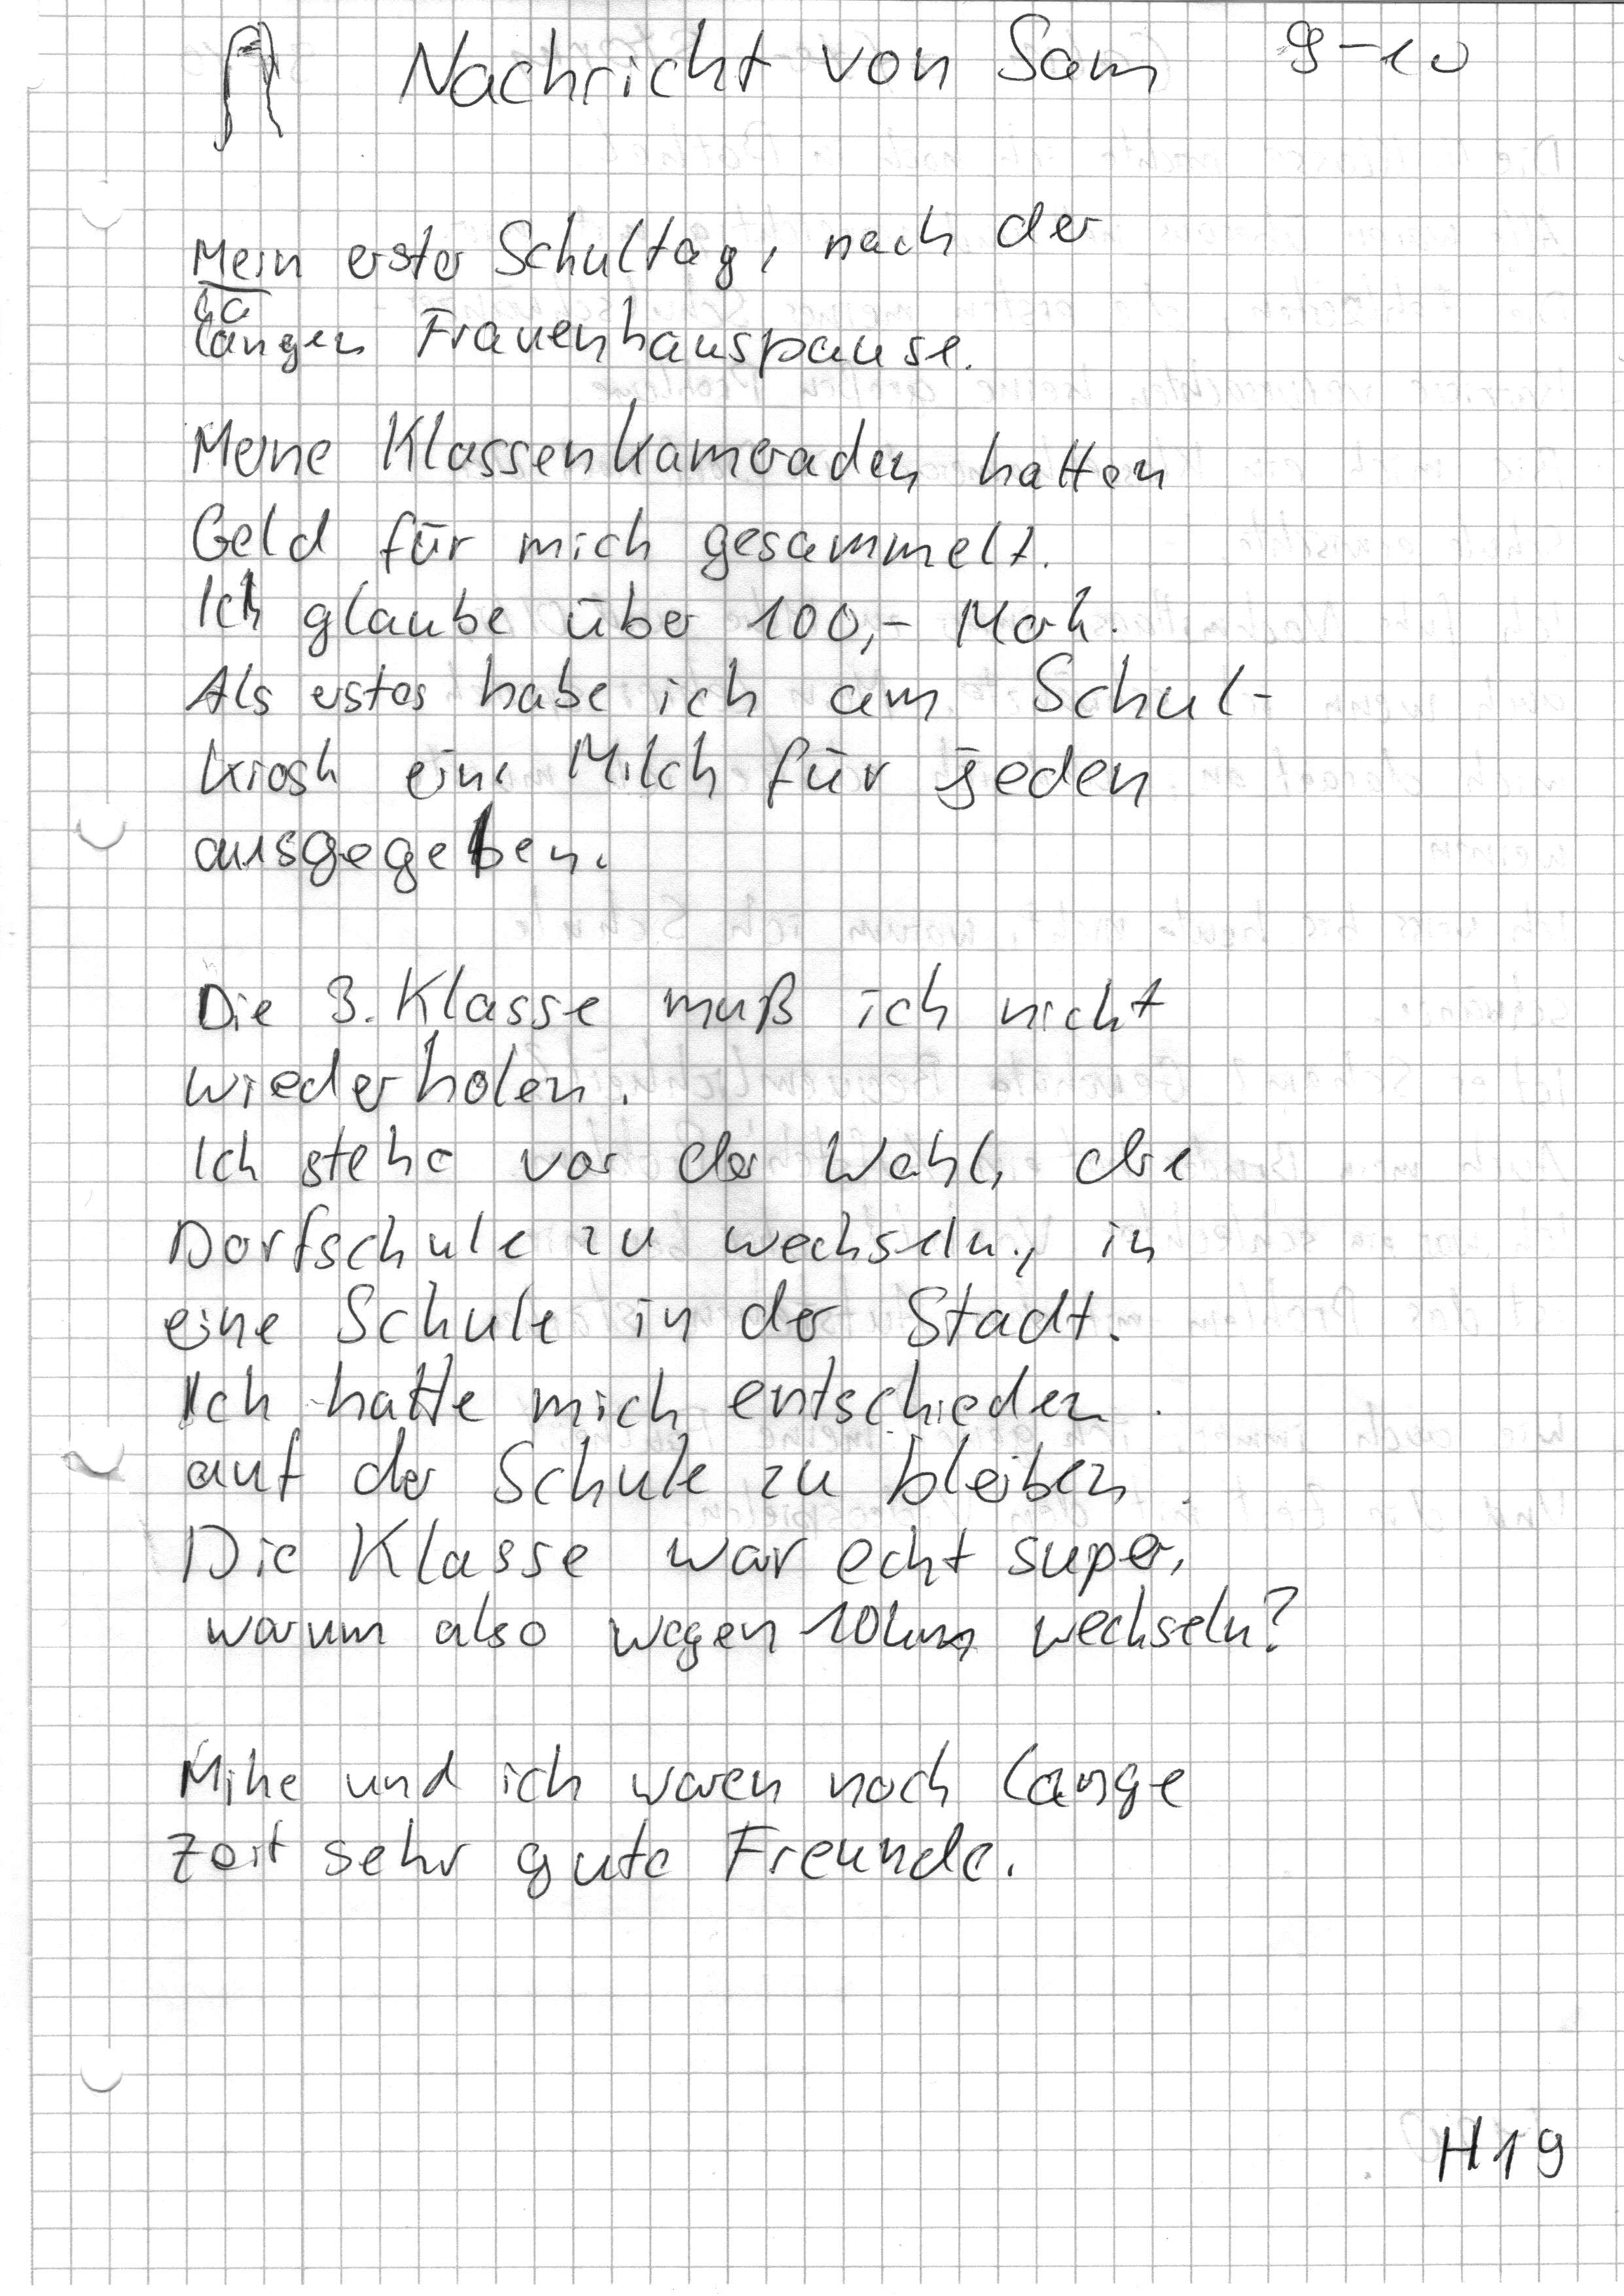 Nachricht von Sam 9-10
Mein erster Schultag, nach der
langen Frauenhauspause.
Meine Klassenkameraden hatten
Geld für mich gesammelt.
Ich glaube über 100,- Mark.
Als erstes habe ich am Schul-
kiosk eine Milch für jeden
ausgegeben.
Die 3. Klasse muß ich nicht
wiederholen.
Ich stehe vor der Wahl, die
Dorfschule zu wechseln, in
eine Schule in der Stadt.
Ich hatte mich entschieden
auf der Schule zu bleiben.
Die Klasse war echt super,
warum also wegen 10km wechseln?
Mike und ich waren noch lange
Zeit sehr gute Freunde.
H19